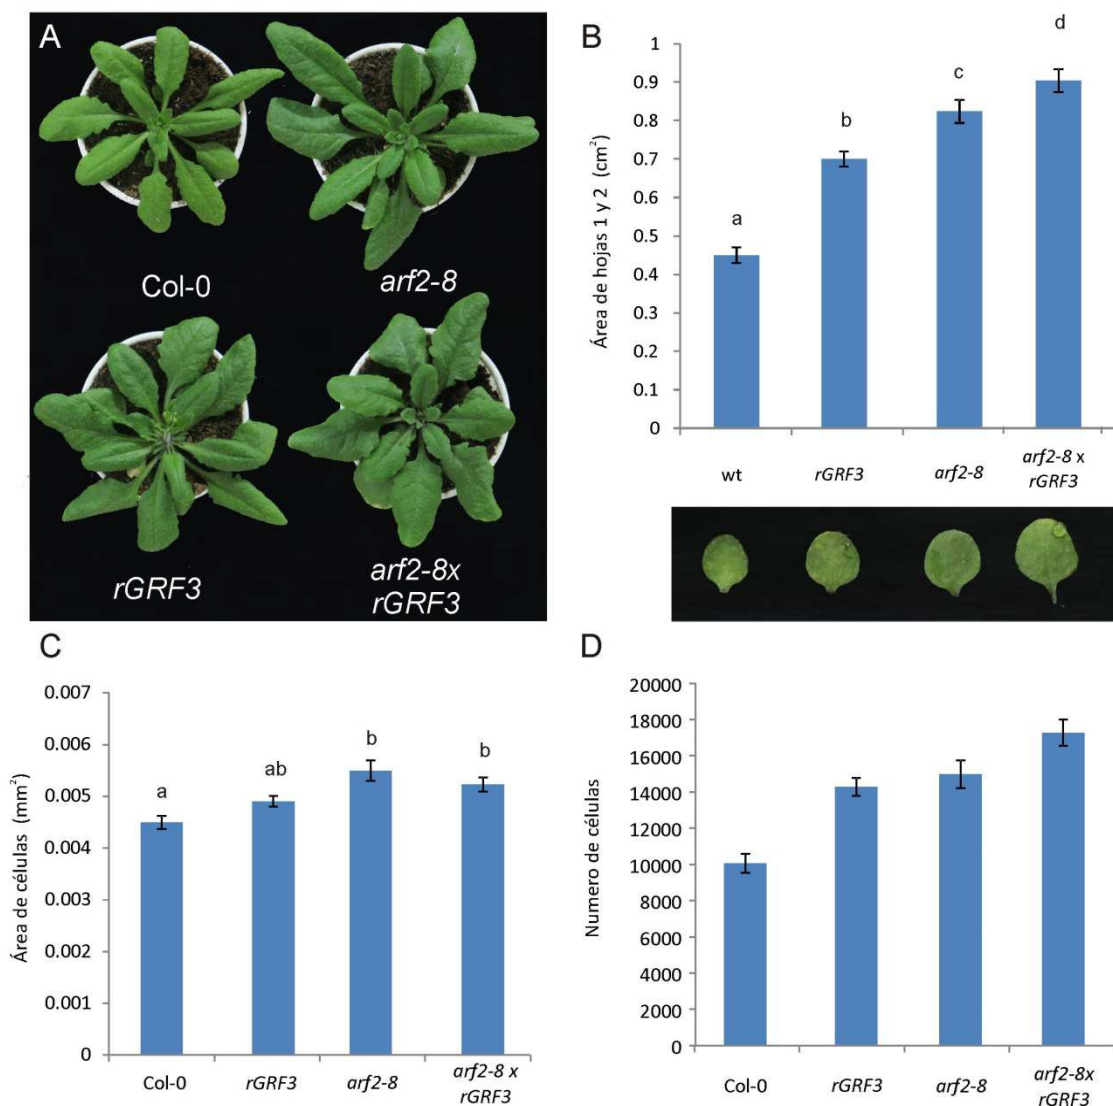 A
Col-0
arf2-8
rGRF3
arf2-8x
rGRF3
B
Área de hojas 1 y 2 (cm²)
1
0.9
0.8
0.7
0.6
0.5
0.4
0.3
0.2
0.1
0
a
b
c
d
wt
rGRF3
arf2-8
arf2-8 x
rGRF3
C
Área de células (mm²)
0.007
0.006
0.005
0.004
0.003
0.002
0.001
0
a
ab
b
b
Col-0
rGRF3
arf2-8
arf2-8 x
rGRF3
D
Numero de células
20000
18000
16000
14000
12000
10000
8000
6000
4000
2000
0
Col-0
rGRF3
arf2-8
arf2-8x
rGRF3